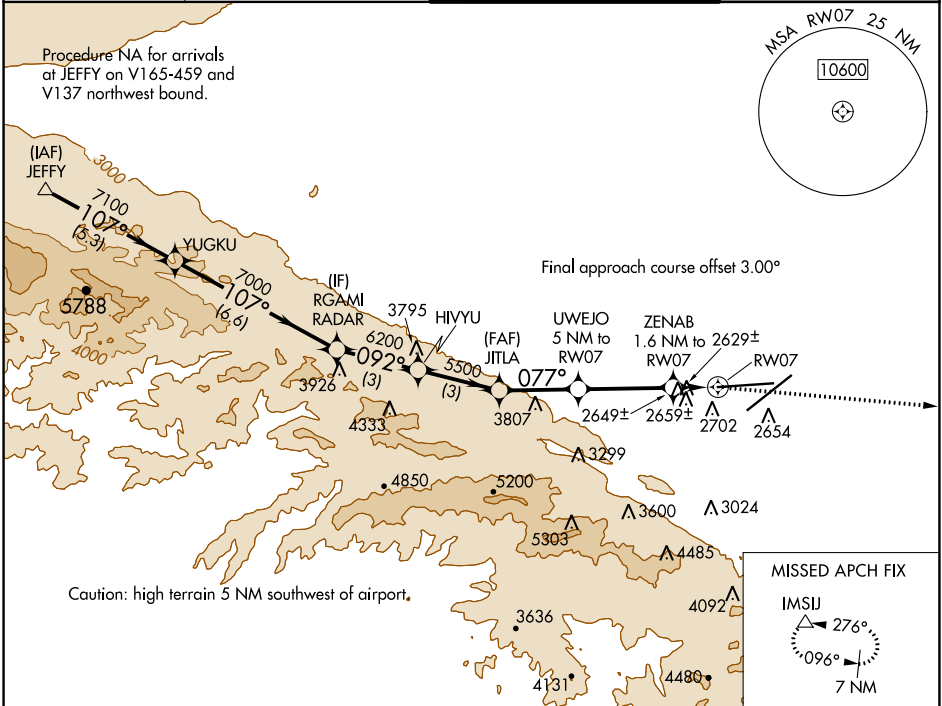 Procedure NA for arrivals
at JEFFY on V165-459 and
V137 northwest bound.
MSA RW07 25 NM
10600
(IAF)
JEFFY
3000
7100
107°
(5.3)
YUGKU
7000
107°
(6.6)
5788
4000
(IF)
RGAMI
RADAR
3795
HIVYU
6200
092°
(3)
5500
(3)
3926
4333
Final approach course offset 3.00°
(FAF)
JITLA
077°
UWEJO
5 NM to
RW07
ZENAB
1.6 NM to
RW07
2629±
RW07
3807
2649±
2659±
2702
2654
3299
4850
5200
3600
3024
5303
4485
4092
Caution: high terrain 5 NM southwest of airport.
3636
4131
4480
MISSED APCH FIX
IMSIJ
276°
096°
7 NM